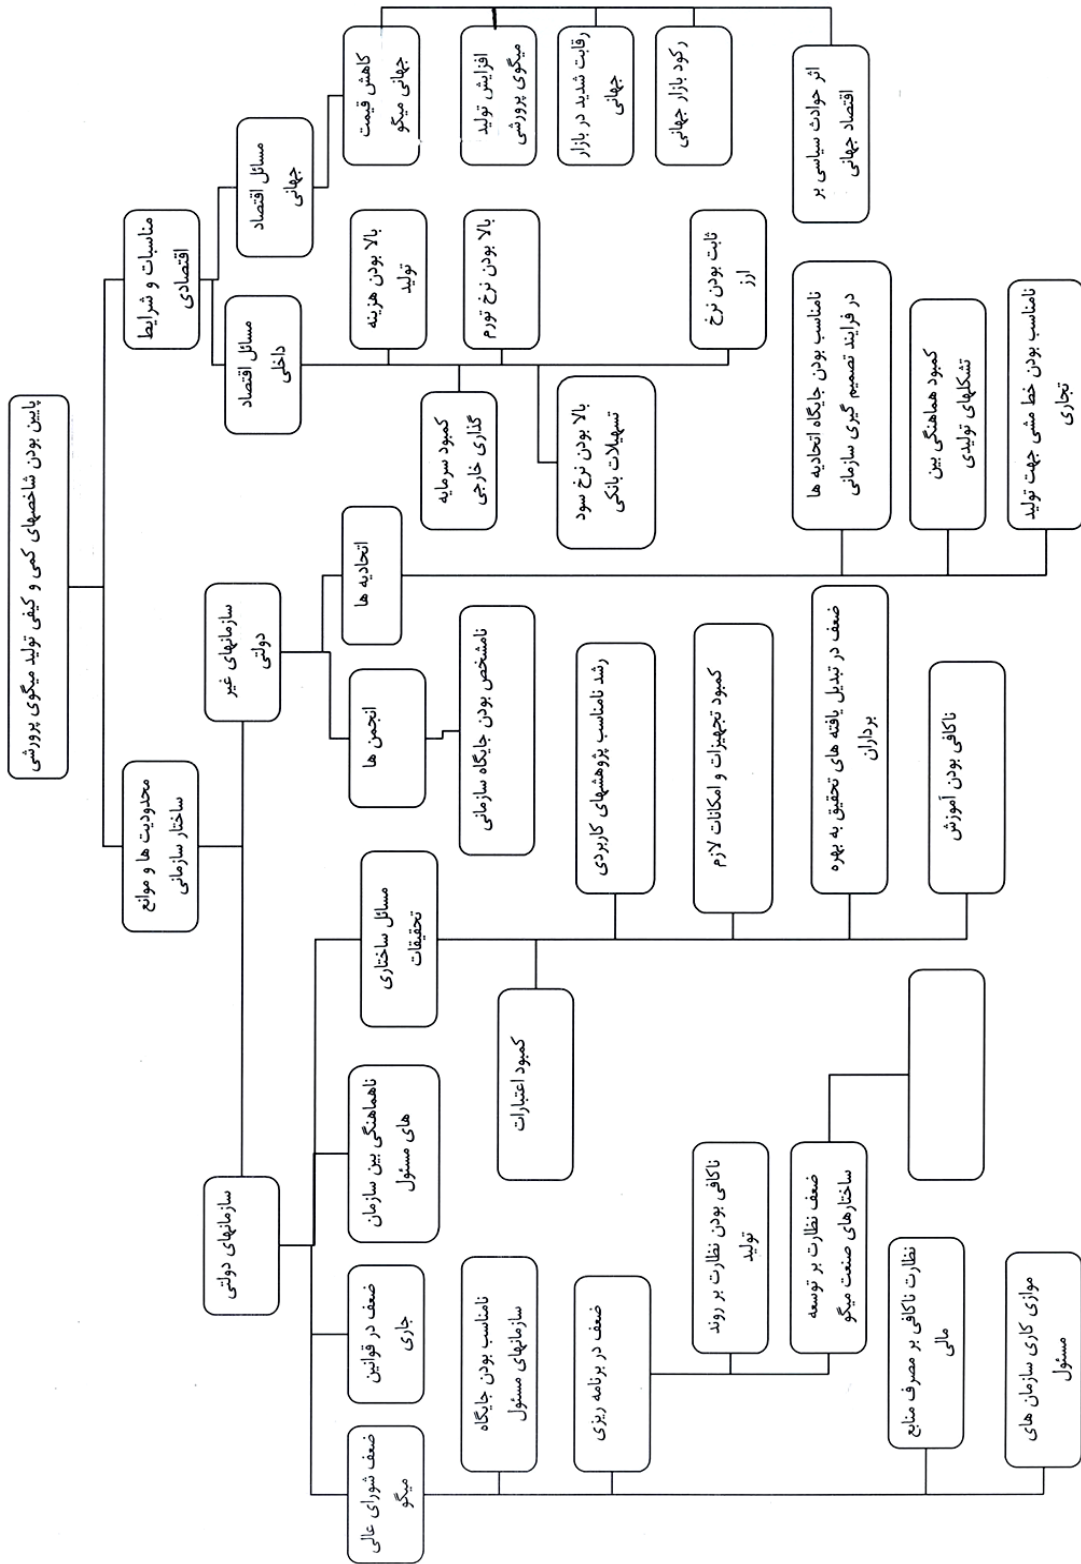 پایین بودن شاخصهای کمی و کیفی تولید میگوی پرورشی
مناسبات و شرایط
اقتصادی
محدودیت ها و موانع
ساختار سازمانی
مسائل اقتصاد
جهانی
مسائل اقتصاد
داخلی
سازمانهای غیر
دولتی
سازمانهای دولتی
کاهش قیمت
جهانی میگو
افزایش تولید
میگوی پرورشی
رقابت شدید در بازار
جهانی
رکود بازار جهانی
اثر حوادث سیاسی بر
اقتصاد جهانی
بالا بودن هزینه
تولید
کمبود سرمایه
گذاری خارجی
بالا بودن نرخ تورم
بالا بودن نرخ سود
تسهیلات بانکی
ثابت بودن نرخ
ارز
اتحادیه ها
نامناسب بودن جایگاه اتحادیه ها
در فرایند تصمیم گیری سازمانی
کمبود هماهنگی بین
تشکلهای تولیدی
نامناسب بودن خط مشی جهت تولید
تجاری
انجمن ها
نامشخص بودن جایگاه سازمانی
مسائل ساختاری
تحقیقات
کمبود اعتبارات
رشد نامناسب پژوهشهای کاربردی
کمبود تجهیزات و امکانات لازم
ضعف در تبدیل یافته های تحقیق به بهره
برداران
ناکافی بودن آموزش
ناهماهنگی بین سازمان
های مسئول
ضعف در قوانین
جاری
ضعف شورای عالی
میگو
نامناسب بودن جایگاه
سازمانهای مسئول
ضعف در برنامه ریزی
ناکافی بودن نظارت بر روند
تولید
ضعف نظارت بر توسعه
ساختارهای صنعت میگو
نظارت ناکافی بر مصرف منابع
مالی
موازی کاری سازمان های
مسئول